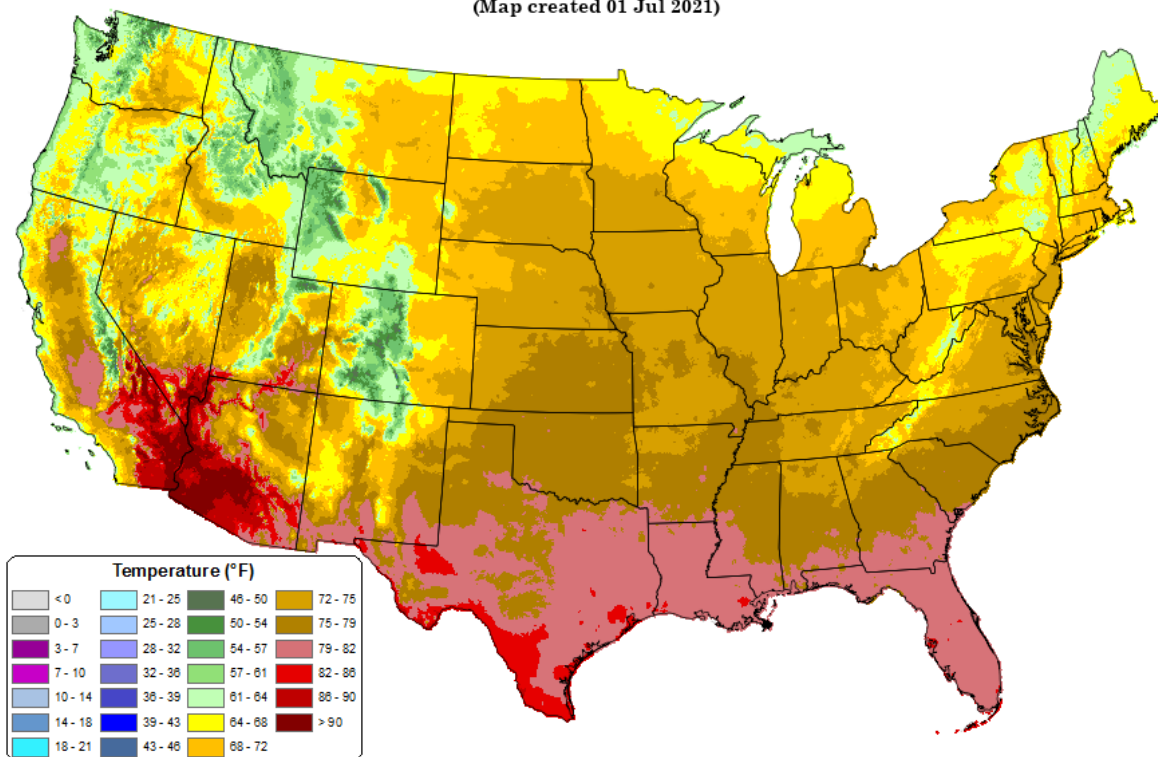 (Map created 01 Jul 2021)
Temperature (°F)
< 0
0 - 3
3 - 7
7 - 10
10 - 14
14 - 18
18 - 21
21 - 25
25 - 28
28 - 32
32 - 36
36 - 39
39 - 43
43 - 46
46 - 50
50 - 54
54 - 57
57 - 61
61 - 64
64 - 68
68 - 72
72 - 75
75 - 79
79 - 82
82 - 86
86 - 90
> 90